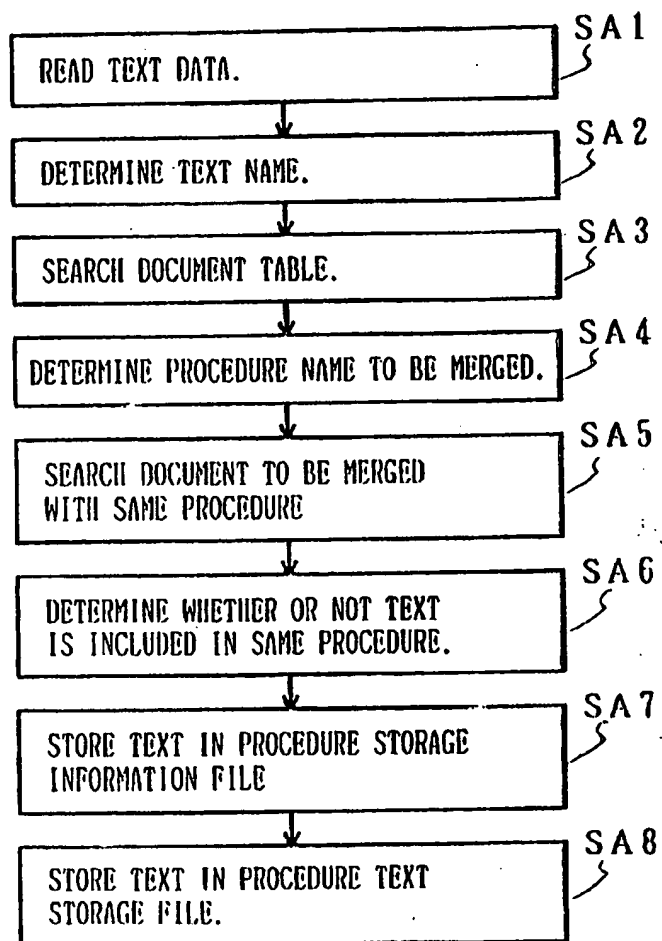 SA1
READ TEXT DATA.
SA2
DETERMINE TEXT NAME.
SA3
SEARCH DOCUMENT TABLE.
SA4
DETERMINE PROCEDURE NAME TO BE MERGED.
SA5
SEARCH DOCUMENT TO BE MERGED
WITH SAME PROCEDURE
SA6
DETERMINE WHETHER OR NOT TEXT
IS INCLUDED IN SAME PROCEDURE.
SA7
STORE TEXT IN PROCEDURE STORAGE
INFORMATION FILE
SA8
STORE TEXT IN PROCEDURE TEXT
STORAGE FILE.